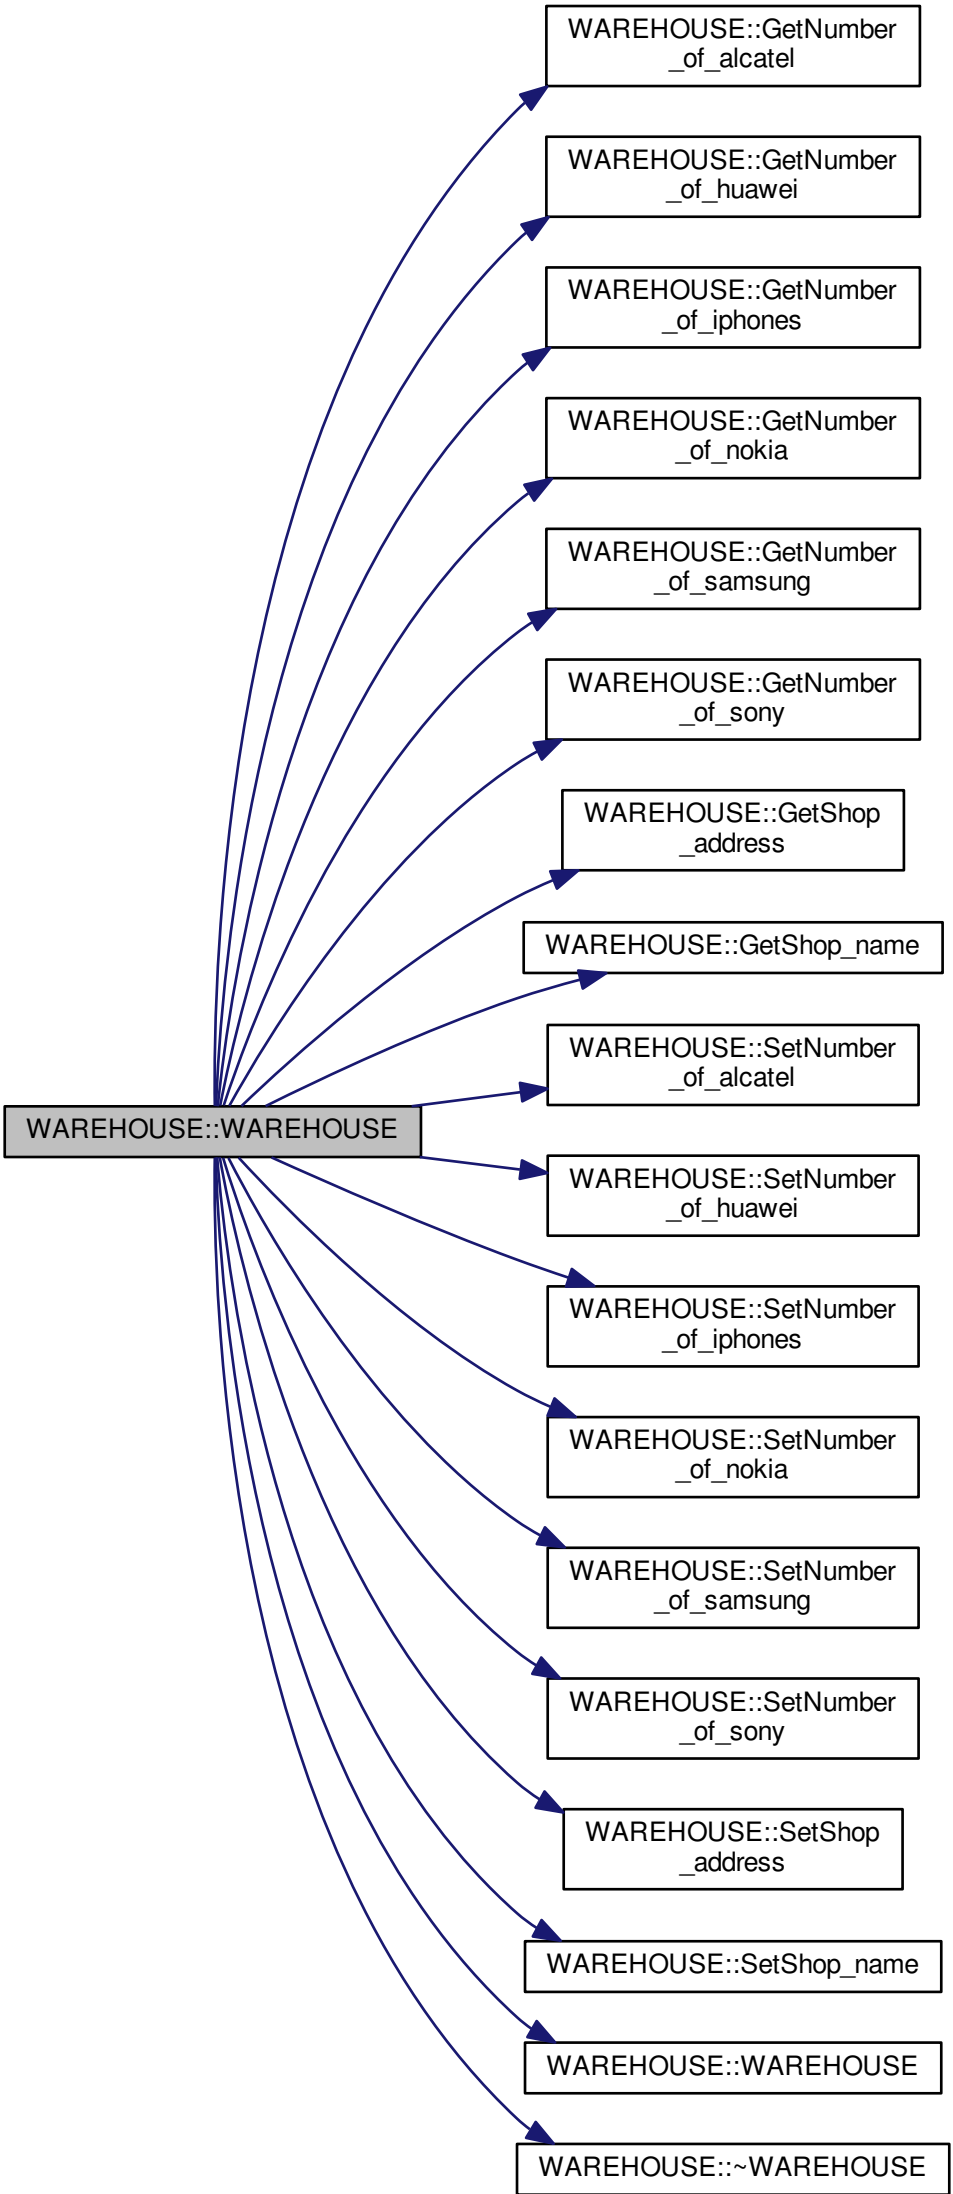 WAREHOUSE::GetNumber
_of_alcatel
WAREHOUSE::GetNumber
_of_huawei
WAREHOUSE::GetNumber
_of_iphones
WAREHOUSE::GetNumber
_of_nokia
WAREHOUSE::GetNumber
_of_samsung
WAREHOUSE::GetNumber
_of_sony
WAREHOUSE::GetShop
_address
WAREHOUSE::GetShop_name
WAREHOUSE::SetNumber
_of_alcatel
WAREHOUSE::WAREHOUSE
WAREHOUSE::SetNumber
_of_huawei
WAREHOUSE::SetNumber
_of_iphones
WAREHOUSE::SetNumber
_of_nokia
WAREHOUSE::SetNumber
_of_samsung
WAREHOUSE::SetNumber
_of_sony
WAREHOUSE::SetShop
_address
WAREHOUSE::SetShop_name
WAREHOUSE::WAREHOUSE
WAREHOUSE::~WAREHOUSE